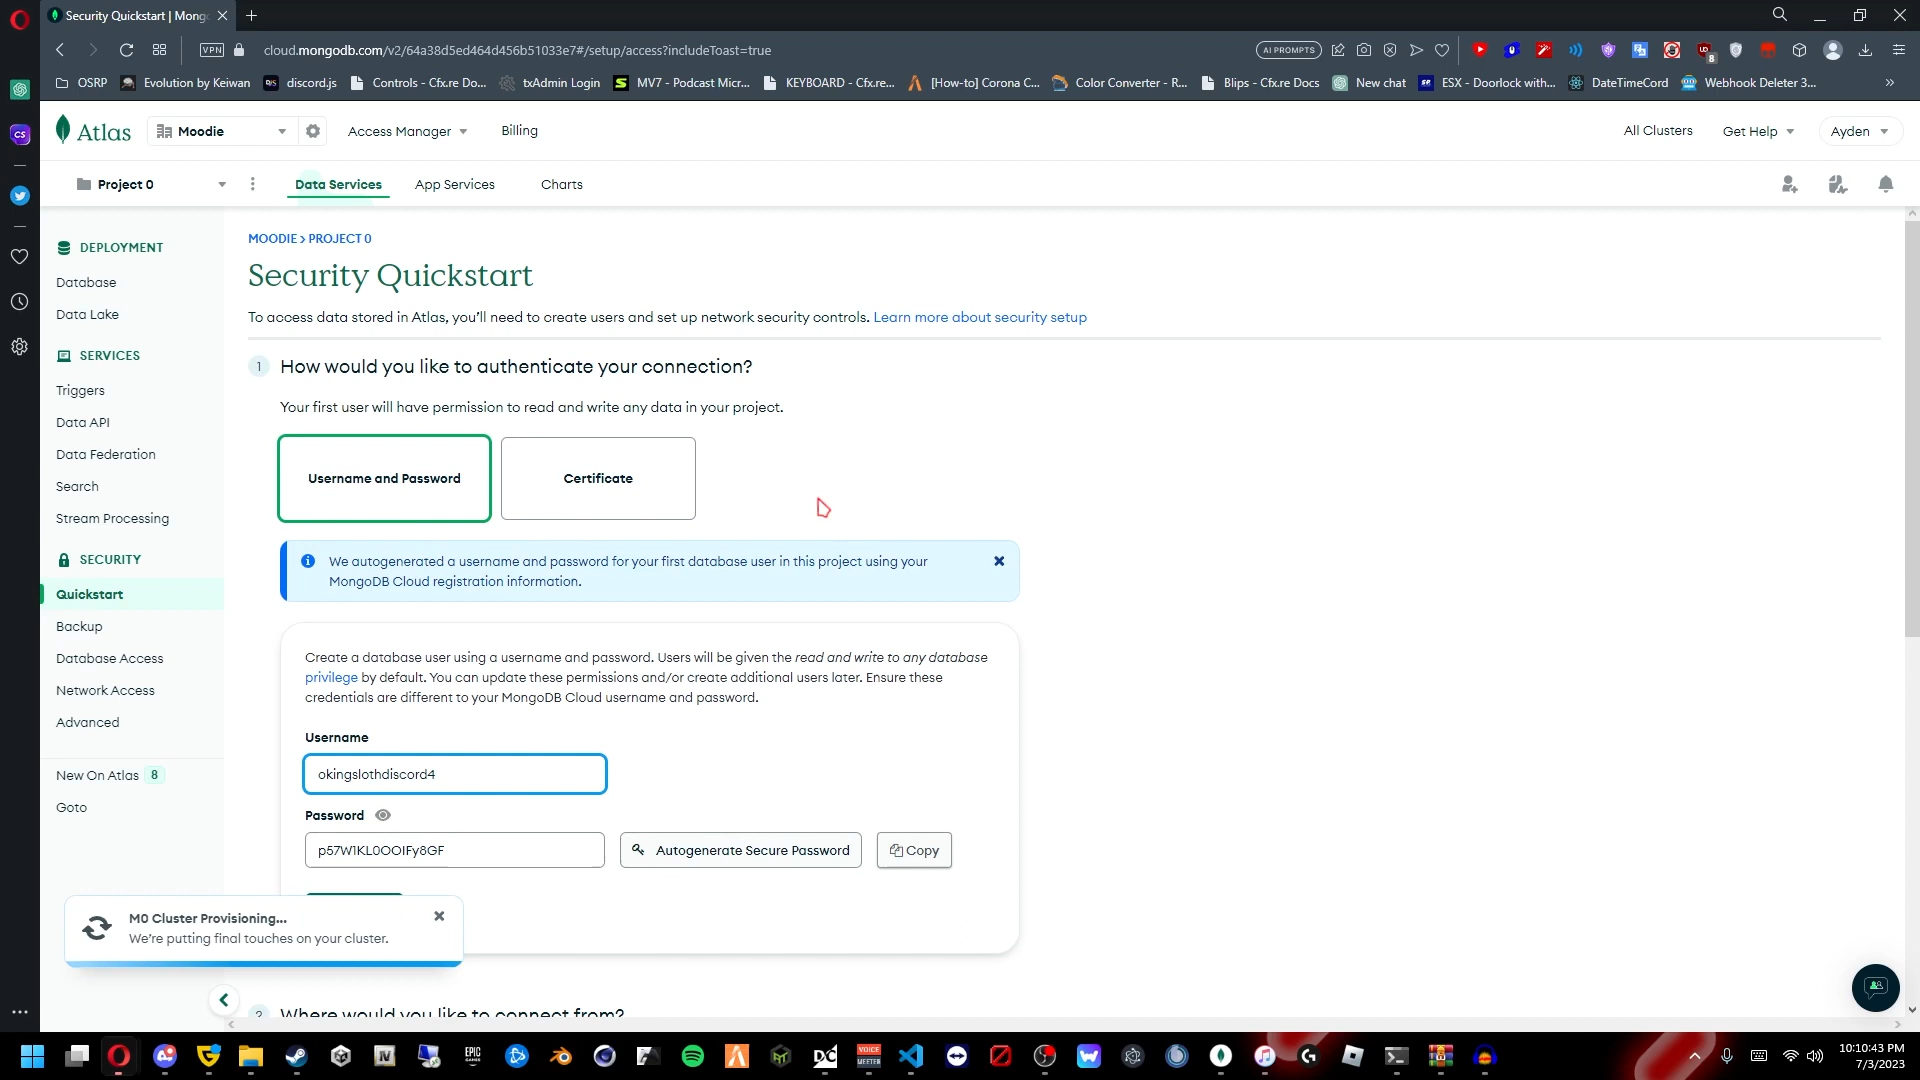 Security Quickstart | Mong
VPN
cloud.mongodb.com/v2/64a38d5ed464d456b51033e7#/setup/access?includeToast=true
AI PROMPTS
8
OSRP
Evolution by Keiwan
discord.js
Controls - Cfx.re Do...
txAdmin Login
MV7 - Podcast Micr...
KEYBOARD - Cfx.re...
[How-to] Corona C...
Color Converter - R...
Blips - Cfx.re Docs
New chat
ESX - Doorlock with...
DateTimeCord
Webhook Deleter 3...
»
CS
Atlas
Moodie
Access Manager
Billing
All Clusters
Get Help
Ayden
Project 0
Data Services
App Services
Charts
DEPLOYMENT
Database
Data Lake
SERVICES
Triggers
Data API
Data Federation
Search
Stream Processing
SECURITY
Quickstart
Backup
Database Access
Network Access
Advanced
New On Atlas 8
Goto
MOODIE > PROJECT 0
Security Quickstart
To access data stored in Atlas, you'll need to create users and set up network security controls. Learn more about security setup
1 How would you like to authenticate your connection?
Your first user will have permission to read and write any data in your project.
Username and Password
Certificate
We autogenerated a username and password for your first database user in this project using your
MongoDB Cloud registration information.
Create a database user using a username and password. Users will be given the read and write to any database
privilege by default. You can update these permissions and/or create additional users later. Ensure these
credentials are different to your MongoDB Cloud username and password.
Username
okingslothdiscord4
Password
p57W1KL0OOIFy8GF
Autogenerate Secure Password
Copy
M0 Cluster Provisioning...
We're putting final touches on your cluster.
2 Where would you like to connect from?
EPIC
GAMES
VOICE
MEETER
10:10:43 PM
7/3/2023